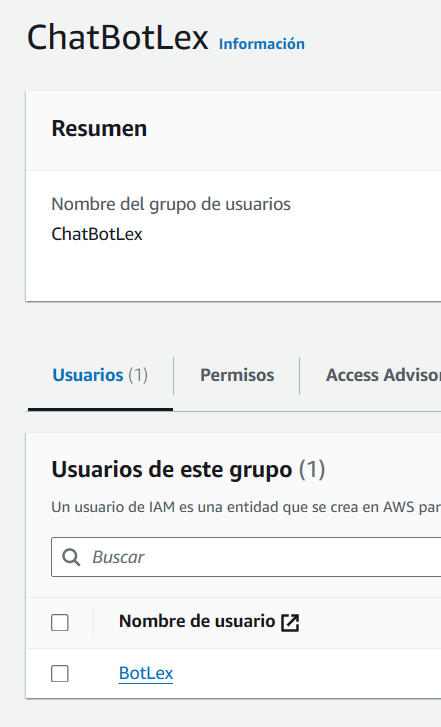 ChatBotLex Información
Resumen
Nombre del grupo de usuarios
ChatBotLex
Usuarios (1) Permisos Access Advisor
Usuarios de este grupo (1)
Un usuario de IAM es una entidad que se crea en AWS par
Buscar
Nombre de usuario
BotLex